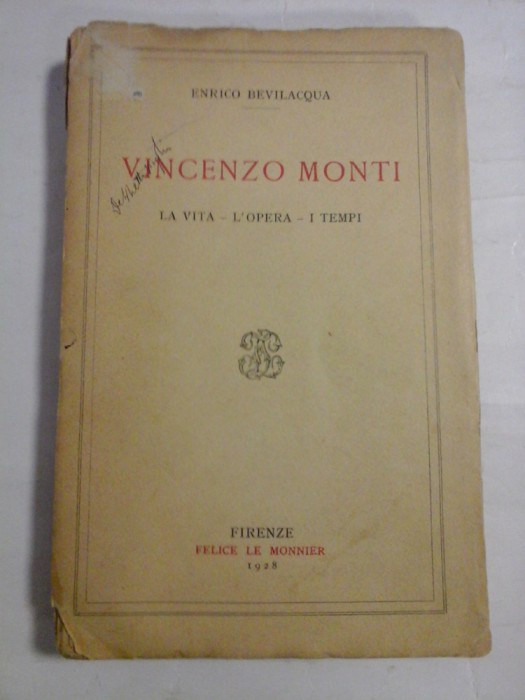 ENRICO BEVILACQUA
VINCENZO MONTI
LA VITA – L'OPERA – I TEMPI
FIRENZE
FELICE LE MONNIER
1928